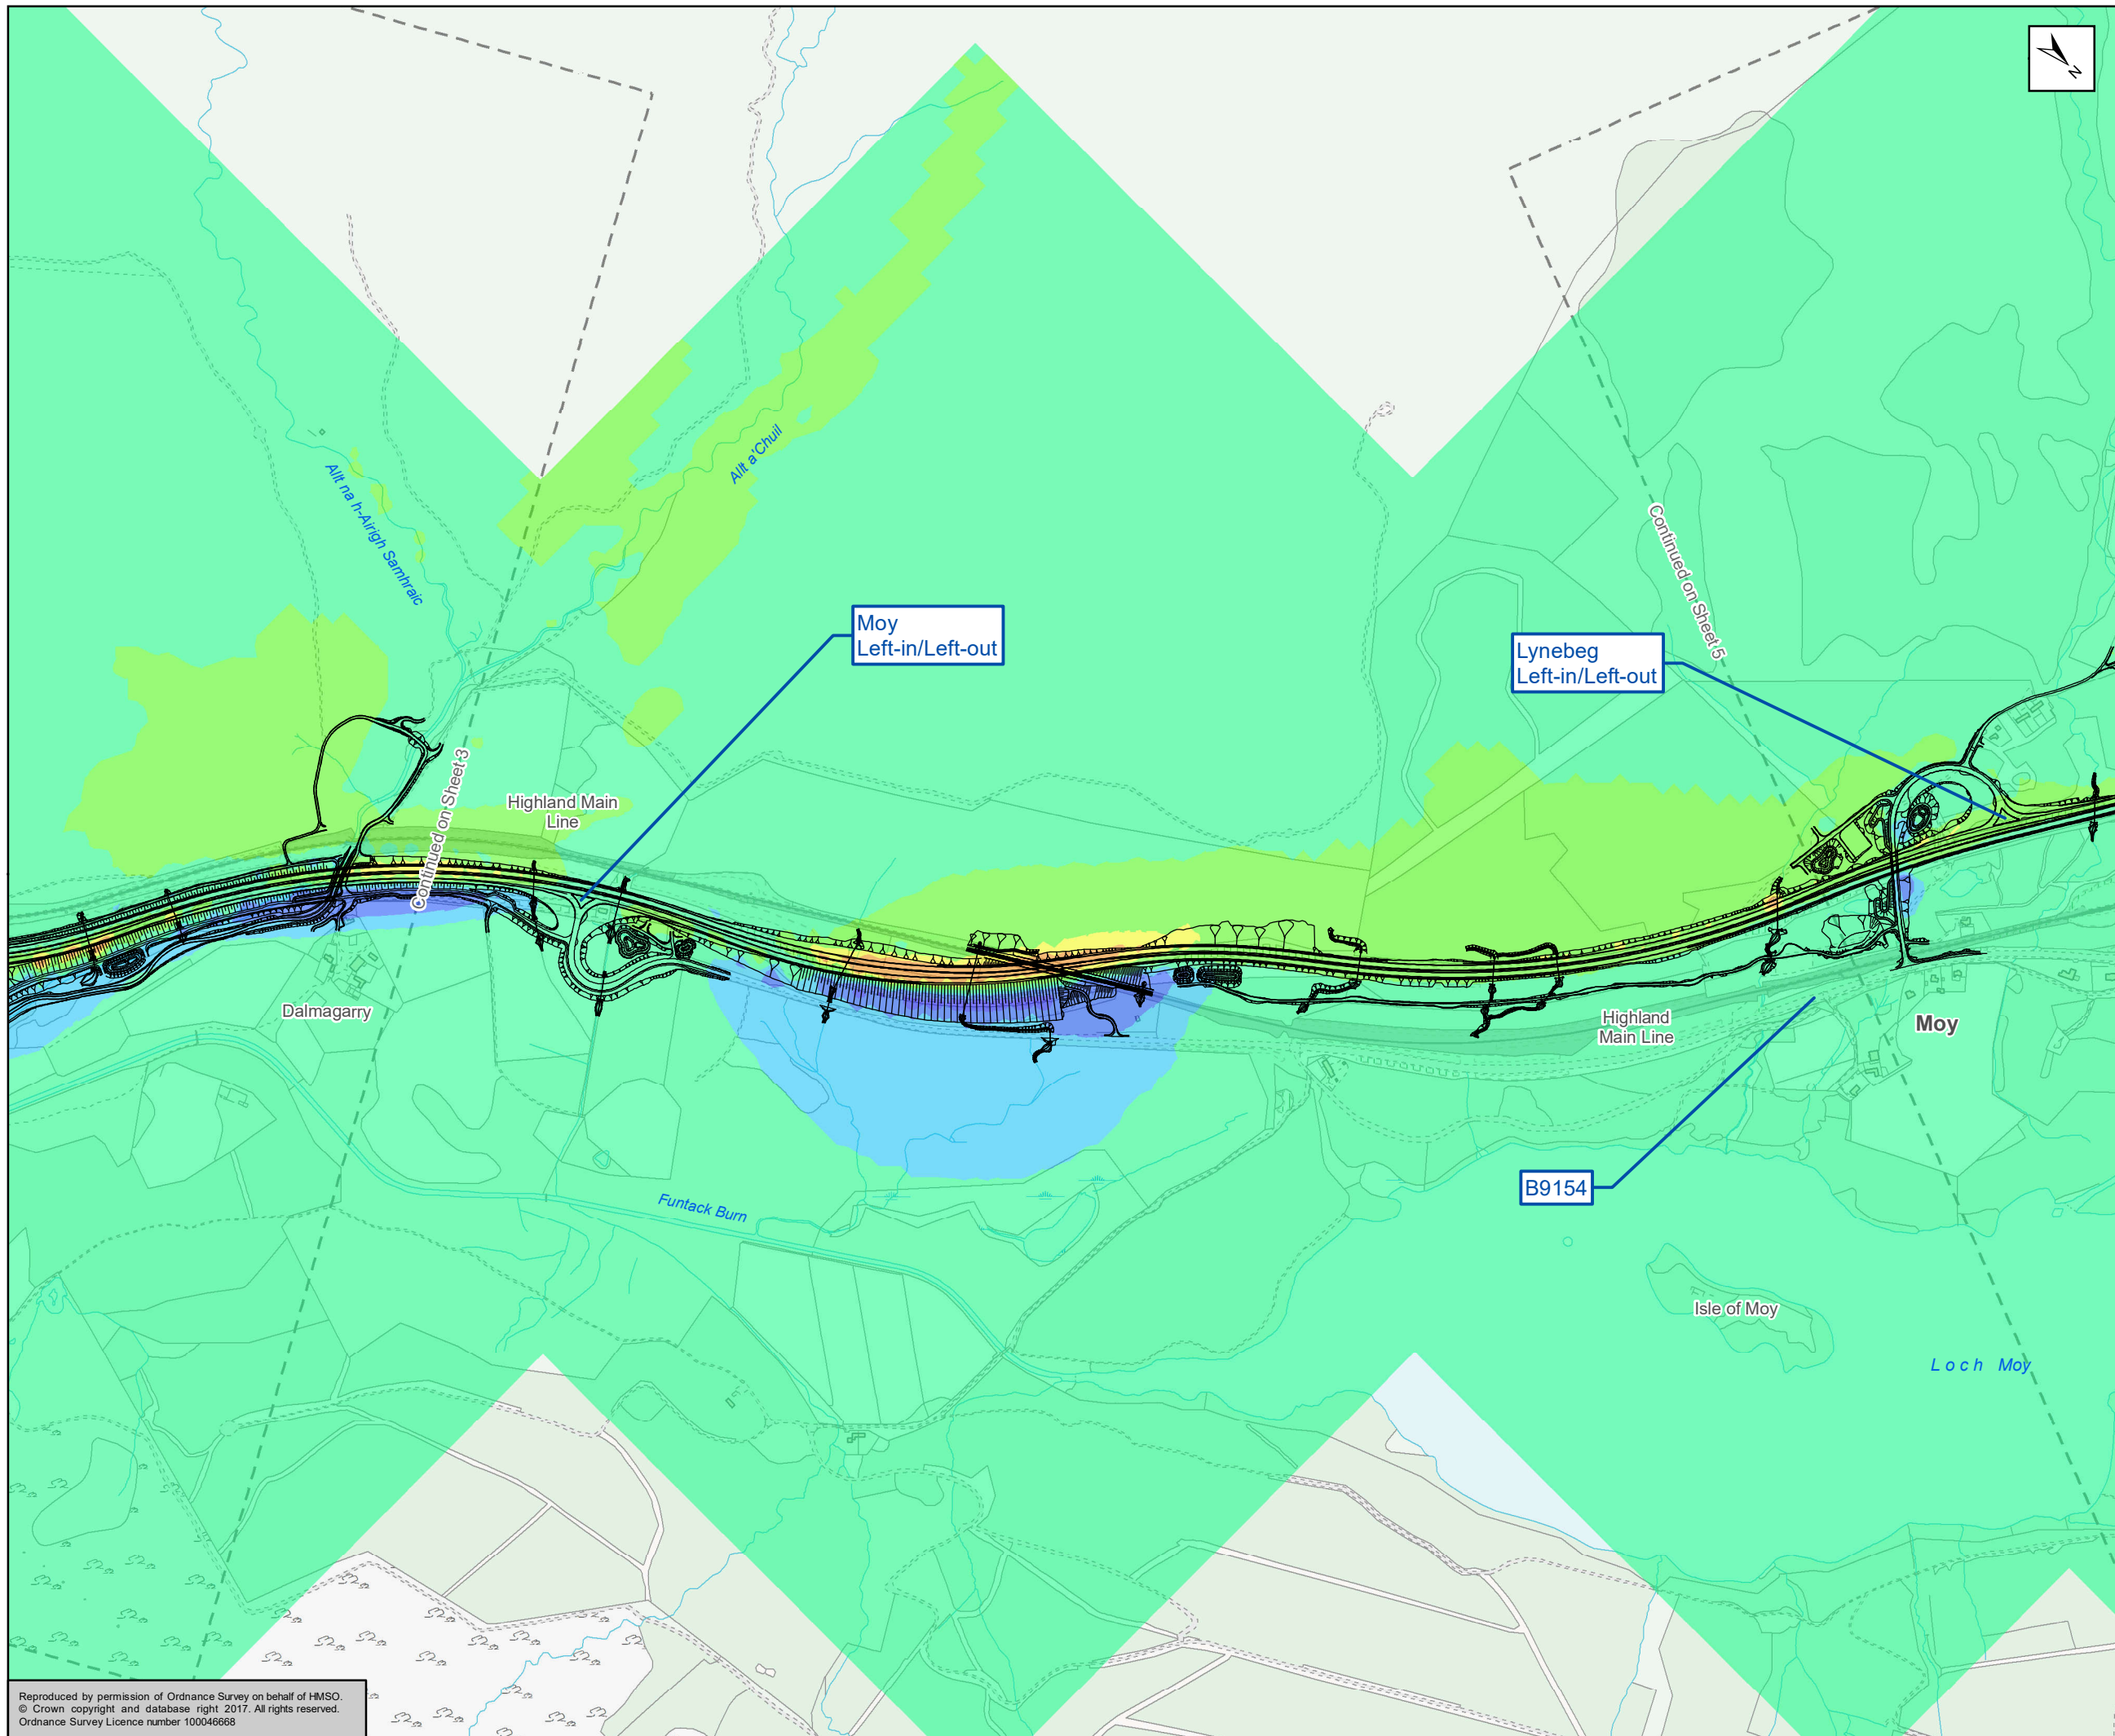 N
Allt a'Chuil
Allt na h-Airigh Samhraic
Continued on Sheet 5
Moy
Left-in/Left-out
Lynebeg
Left-in/Left-out
Continued on Sheet 3
Highland Main
Line
Dalmagarry
Highland
Main Line
Moy
B9154
Funtack Burn
Isle of Moy
Loch Moy
Reproduced by permission of Ordnance Survey on behalf of HMSO.
© Crown copyright and database right 2017. All rights reserved.
Ordnance Survey Licence number 100046668